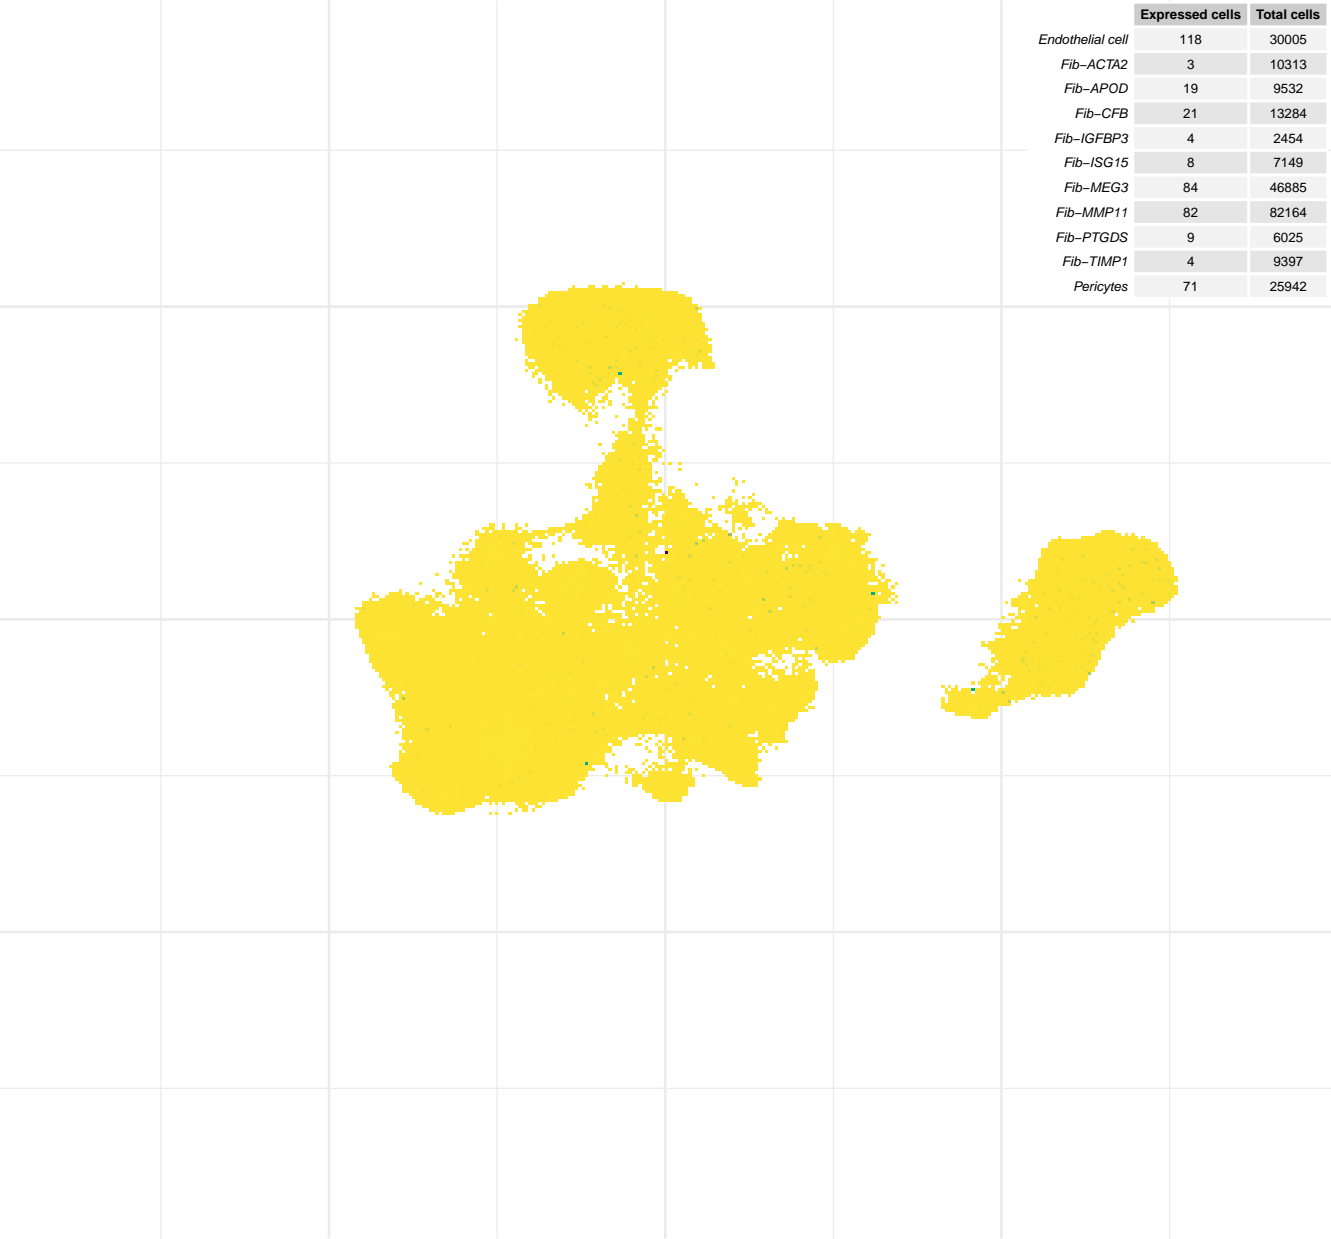 Expressed cells Total cells
Endothelial cell 118 30005
Fib−ACTA2 3 10313
Fib−APOD 19 9532
Fib−CFB 21 13284
Fib−IGFBP3 4 2454
Fib−ISG15 8 7149
Fib−MEG3 84 46885
Fib−MMP11 82 82164
Fib−PTGDS 9 6025
Fib−TIMP1 4 9397
Pericytes 71 25942